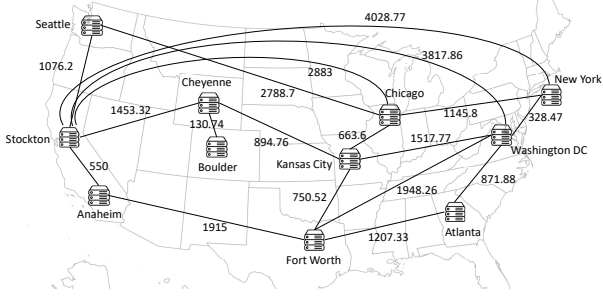 4028.77
Seattle
3817.86
1076.2
2883
New York
Cheyenne
2788.7
Chicago
1453.32
1145.8
328.47
130.74
663.6
1517.77
Stockton
894.76
Washington DC
Kansas City
Boulder
550
871.88
750.52
1948.26
Anaheim
1915
Atlanta
1207.33
Fort Worth